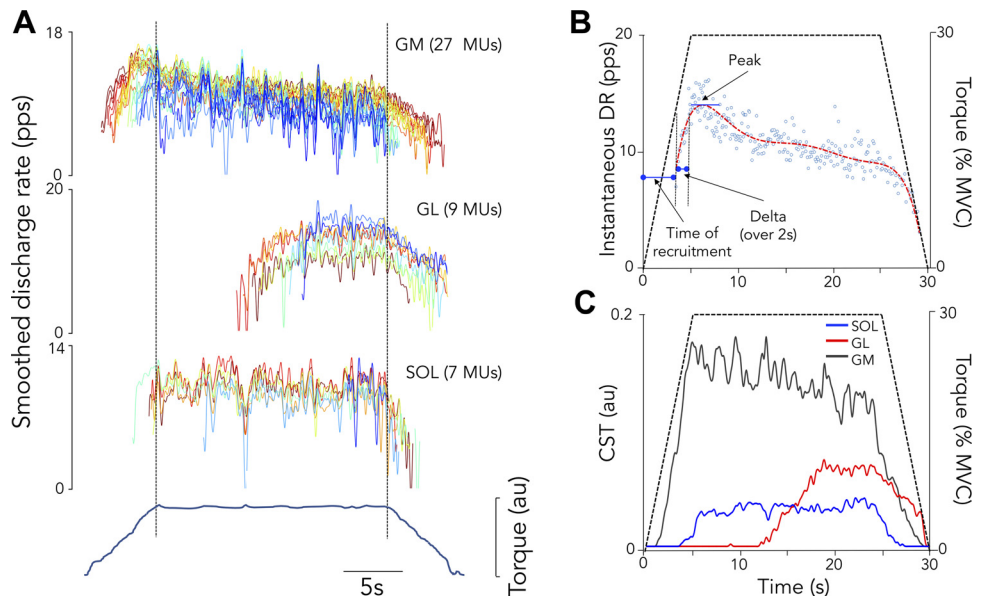 A
Smoothed discharge rate (pps)
18
0
GM (27 MUs)
20
0
GL (9 MUs)
14
0
SOL (7 MUs)
Torque (au)
5s
B
Instantaneous DR (pps)
20
10
0
Peak
Delta
(over 2s)
Time of
recruitment
0
10
20
30
30
0
Torque (% MVC)
C
CST (au)
0.2
0
SOL
GL
GM
30
0
Torque (% MVC)
0
10
20
30
Time (s)